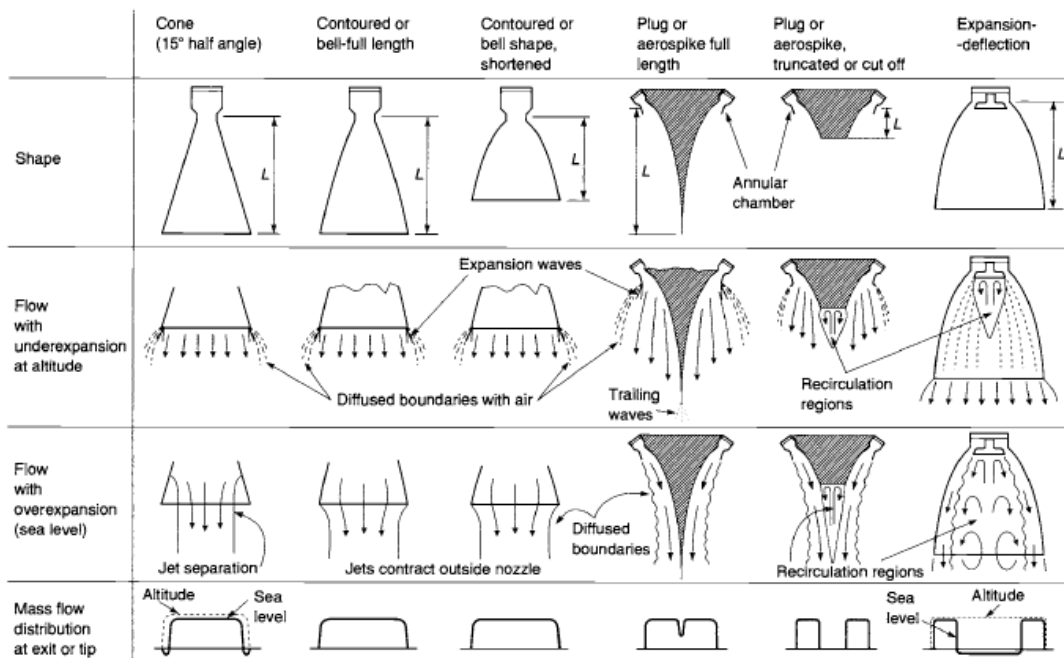 Cone
(15° half angle)
Contoured or
bell-full length
Contoured or
bell shape,
shortened
Plug or
aerospike full
length
Plug or
aerospike,
truncated or cut off
Expansion-
-deflection
Shape
L
L
L
L
L
L
Annular
chamber
Flow
with
underexpansion
at altitude
Expansion waves
Diffused boundaries with air
Trailing
waves
Recirculation
regions
Flow
with
overexpansion
(sea level)
Jet separation
Jets contract outside nozzle
Diffused
boundaries
Recirculation regions
Mass flow
distribution
at exit or tip
Altitude
Sea
level
Sea
level
Altitude